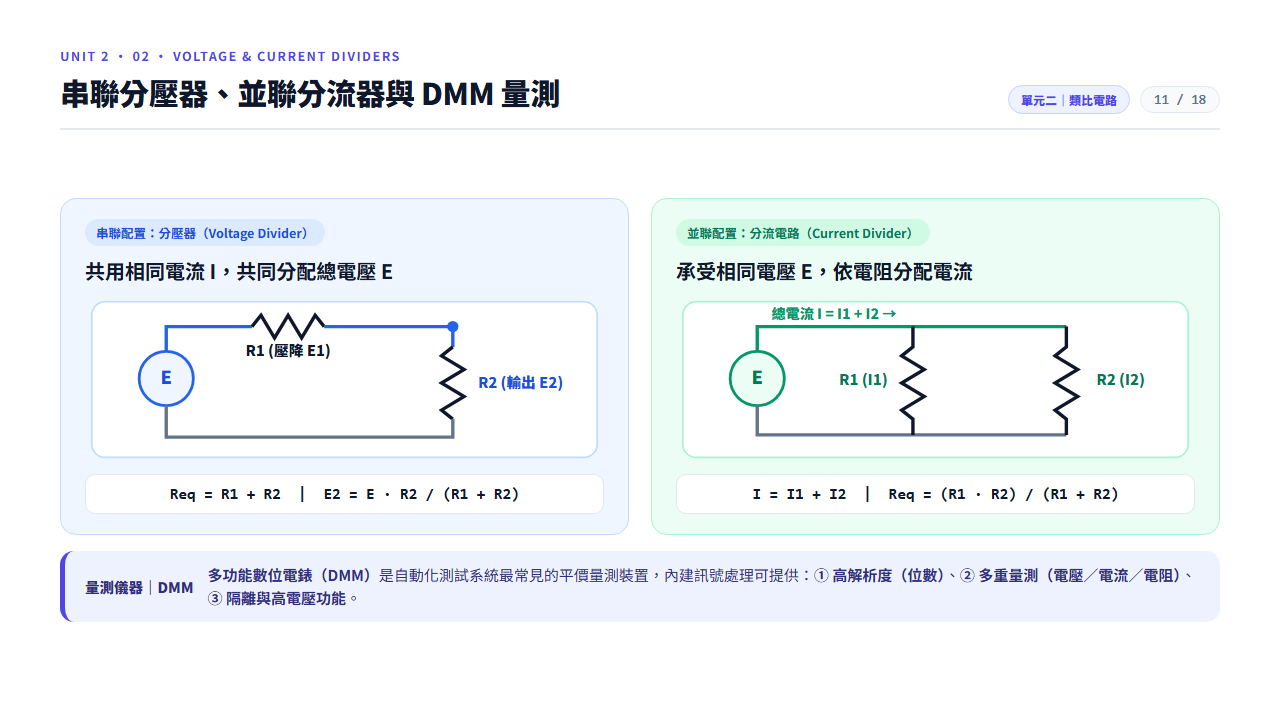 UNIT 2 • 02 • VOLTAGE & CURRENT DIVIDERS
串聯分壓器、並聯分流器與 DMM 量測
單元二｜類比電路
11 / 18
串聯配置：分壓器（Voltage Divider）
共用相同電流 I，共同分配總電壓 E
R1 (壓降 E1)
E
R2 (輸出 E2)
Req = R1 + R2 | E2 = E · R2 / (R1 + R2)
並聯配置：分流電路（Current Divider）
承受相同電壓 E，依電阻分配電流
總電流 I = I1 + I2 →
E
R1 (I1)
R2 (I2)
I = I1 + I2 | Req = (R1 · R2) / (R1 + R2)
量測儀器｜DMM
多功能數位電錶（DMM）是自動化測試系統最常見的平價量測裝置，內建訊號處理可提供：① 高解析度（位數）、② 多重量測（電壓／電流／電阻）、
③ 隔離與高電壓功能。